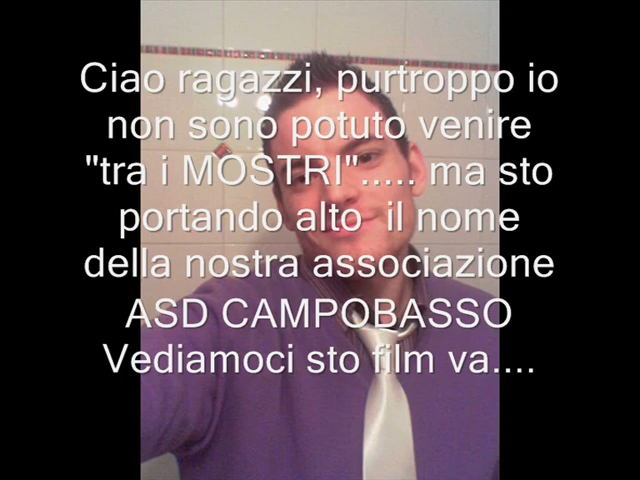 Ciao ragazzi, purtroppo io
non sono potuto venire
"tra i MOSTRI"..... ma sto
portando alto  il nome
della nostra associazione
ASD CAMPOBASSO
Vediamoci sto film va....